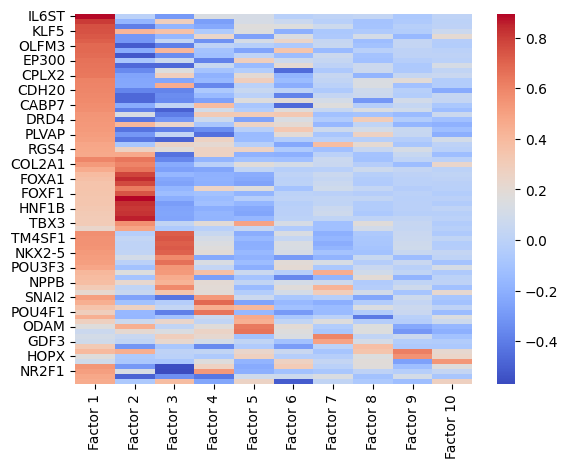 IL6ST
KLF5
OLFM3
EP300
CPLX2
CDH20
CABP7
DRD4
PLVAP
RGS4
COL2A1
FOXA1
FOXF1
HNF1B
TBX3
TM4SF1
NKX2-5
POU3F3
NPPB
SNAI2
POU4F1
ODAM
GDF3
HOPX
NR2F1
Factor 1
Factor 2
Factor 3
Factor 4
Factor 5
Factor 6
Factor 7
Factor 8
Factor 9
Factor 10
0.8
0.6
0.4
0.2
0.0
−0.2
−0.4